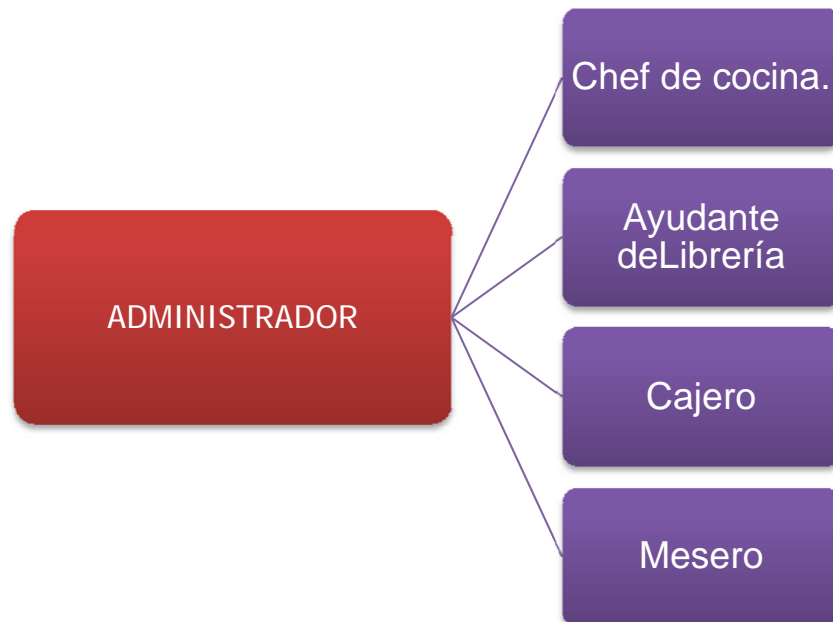 Chef de cocina.
Ayudante
deLibrería
ADMINISTRADOR
Cajero
Mesero